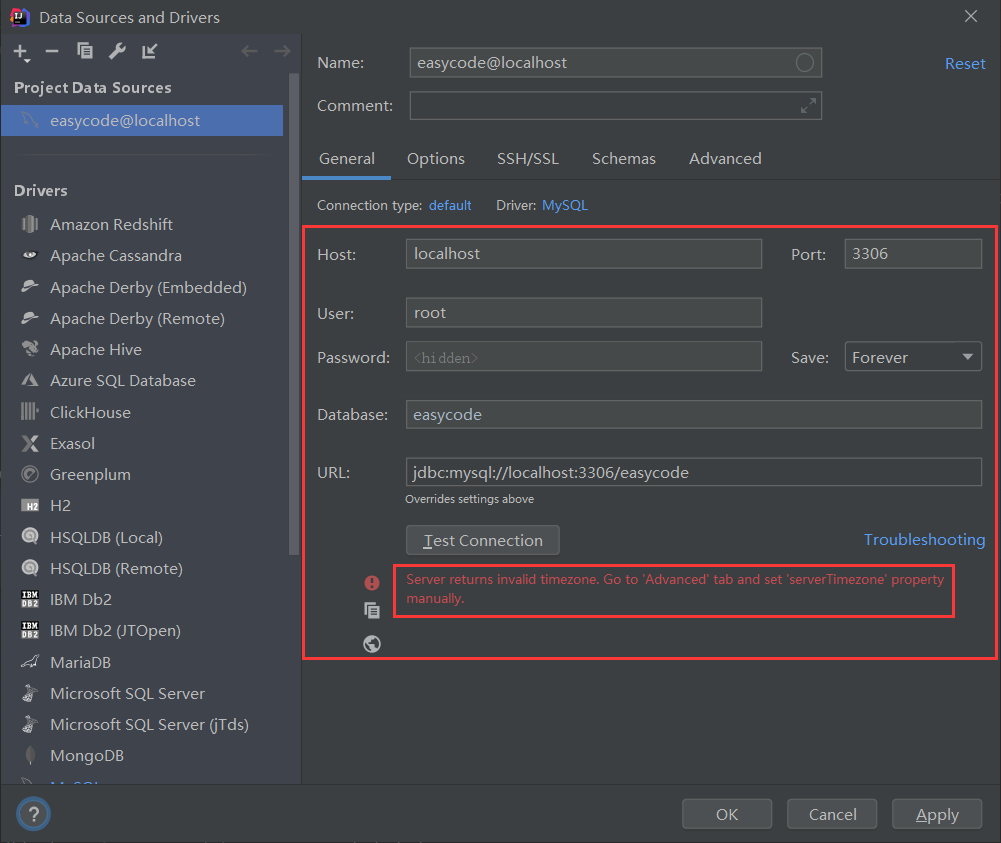 Data Sources and Drivers
Project Data Sources
easycode@localhost
Drivers
Amazon Redshift
Apache Cassandra
Apache Derby (Embedded)
Apache Derby (Remote)
Apache Hive
Azure SQL Database
ClickHouse
Exasol
Greenplum
H2
HSQLDB (Local)
HSQLDB (Remote)
IBM Db2
IBM Db2 (JTOpen)
MariaDB
Microsoft SQL Server
Microsoft SQL Server (jTds)
MongoDB
Name: easycode@localhost Reset
Comment:
General Options SSH/SSL Schemas Advanced
Connection type: default Driver: MySQL
Host: localhost Port: 3306
User: root
Password: <hidden> Save: Forever
Database: easycode
URL: jdbc:mysql://localhost:3306/easycode
Overrides settings above
Test Connection Troubleshooting
Server returns invalid timezone. Go to 'Advanced' tab and set 'serverTimezone' property
manually.
? OK Cancel Apply